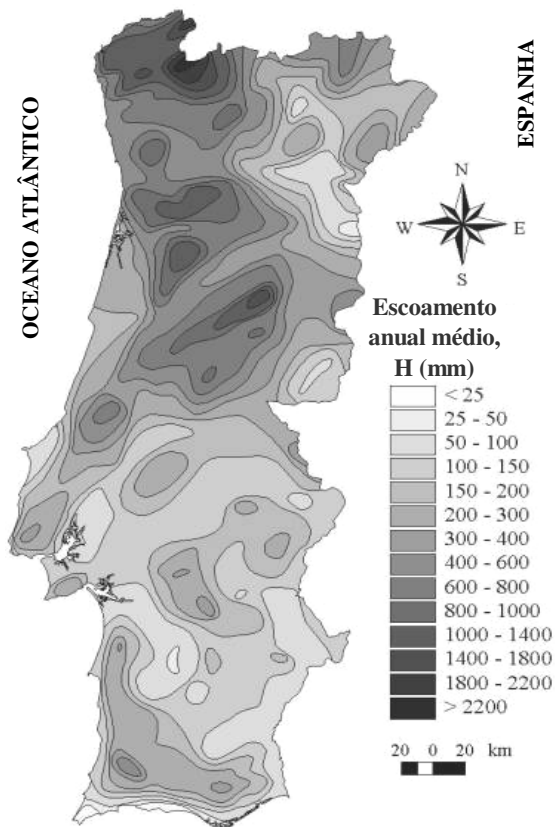 OCEANO ATLÂNTICO
ESPANHA
N
W
E
S
Escoamento
anual médio,
H (mm)
< 25
25 - 50
50 - 100
100 - 150
150 - 200
200 - 300
300 - 400
400 - 600
600 - 800
800 - 1000
1000 - 1400
1400 - 1800
1800 - 2200
> 2200
20 0 20 km